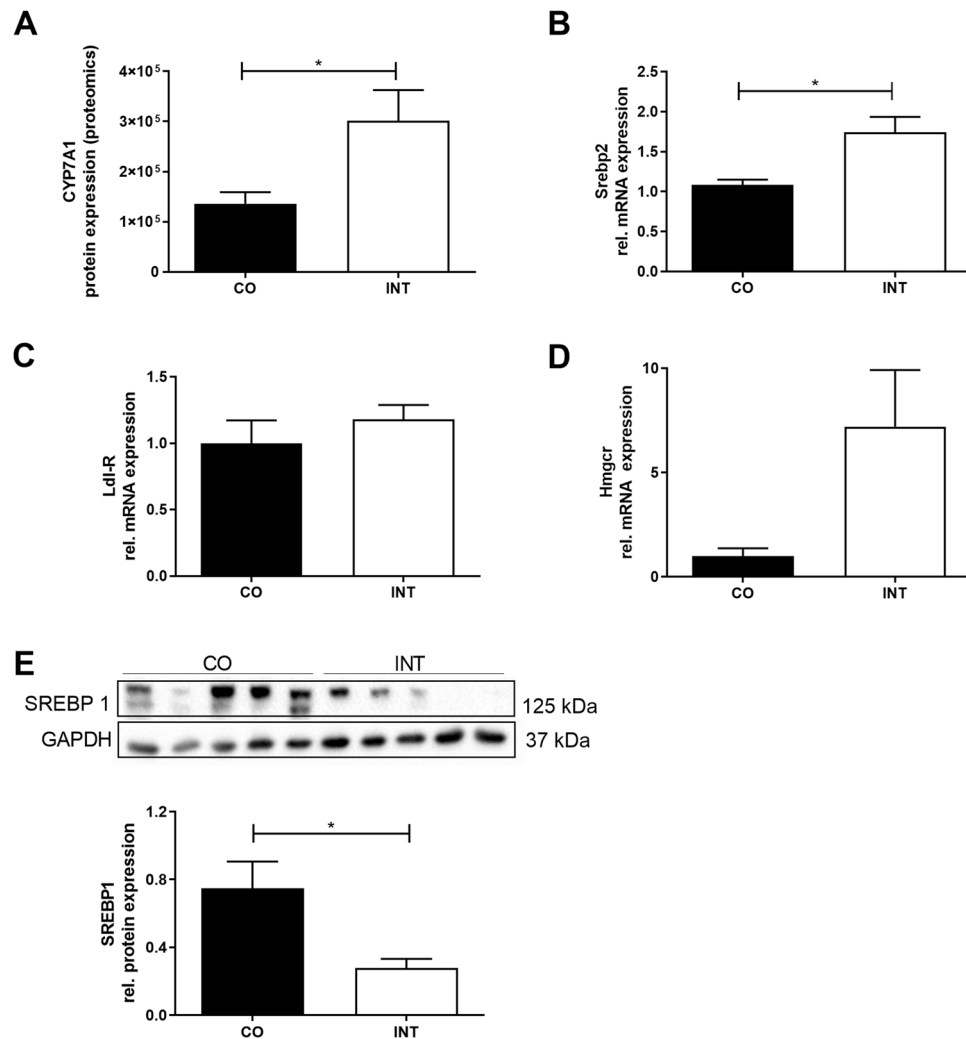 A
CYP7A1
protein expression (proteomics)
4×10⁵
3×10⁵
2×10⁵
1×10⁵
0
*
CO
INT
B
Srebp2
rel. mRNA expression
2.5
2.0
1.5
1.0
0.5
0.0
*
CO
INT
C
Ldl-R
rel. mRNA expression
1.5
1.0
0.5
0.0
CO
INT
D
Hmgcr
rel. mRNA expression
10
5
0
CO
INT
E
CO
INT
SREBP 1
125 kDa
GAPDH
37 kDa
SREBP1
rel. protein expression
1.2
0.8
0.4
0.0
*
CO
INT